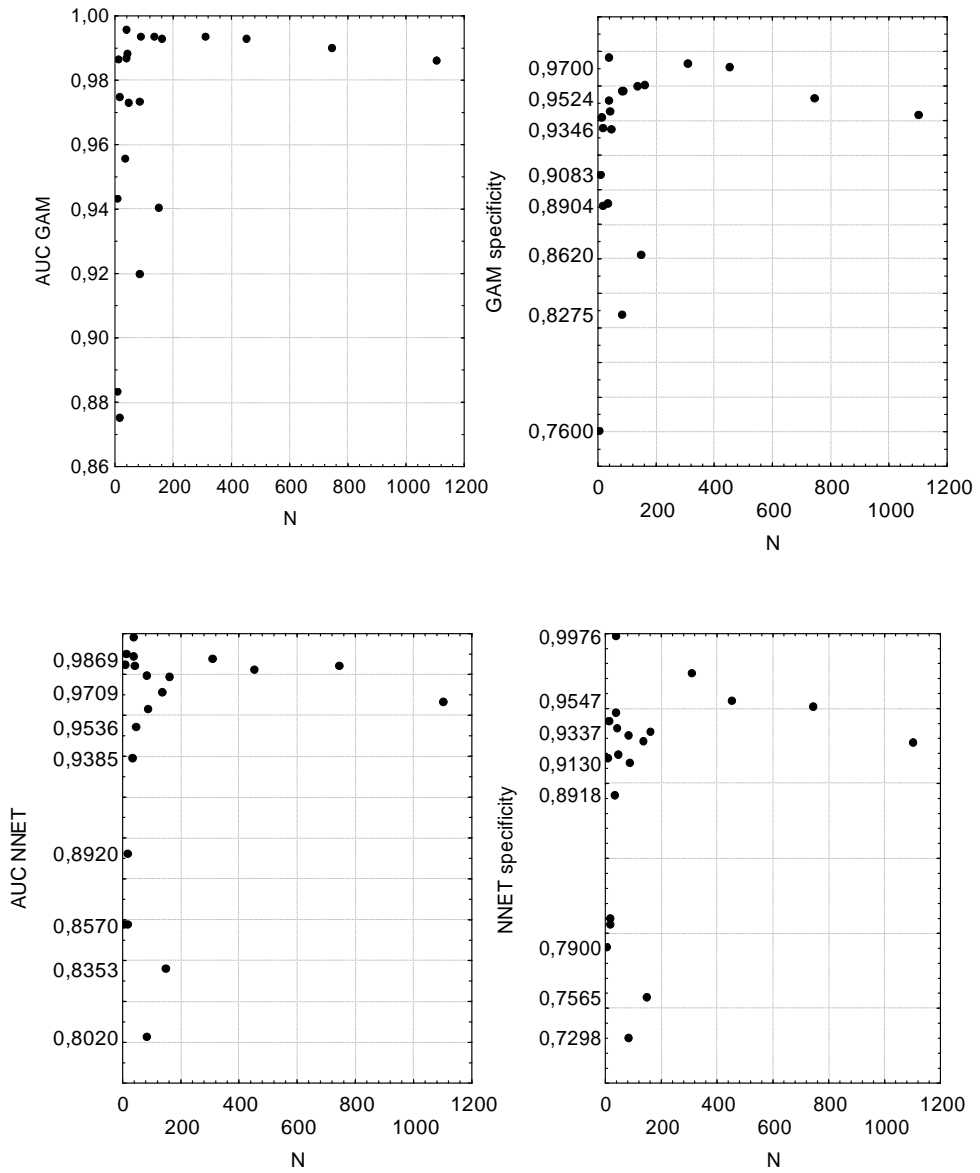 1,00
0,98
0,96
0,94
0,92
0,90
0,88
0,86
AUC GAM
0 200 400 600 800 1000 1200
N
0,9700
0,9524
0,9346
0,9083
0,8904
0,8620
0,8275
0,7600
GAM specificity
0 400 800 1200
200 600 1000
N
0,9869
0,9709
0,9536
0,9385
0,8920
0,8570
0,8353
0,8020
AUC NNET
0 400 800 1200
200 600 1000
N
0,9976
0,9547
0,9337
0,9130
0,8918
0,7900
0,7565
0,7298
NNET specificity
0 400 800 1200
200 600 1000
N